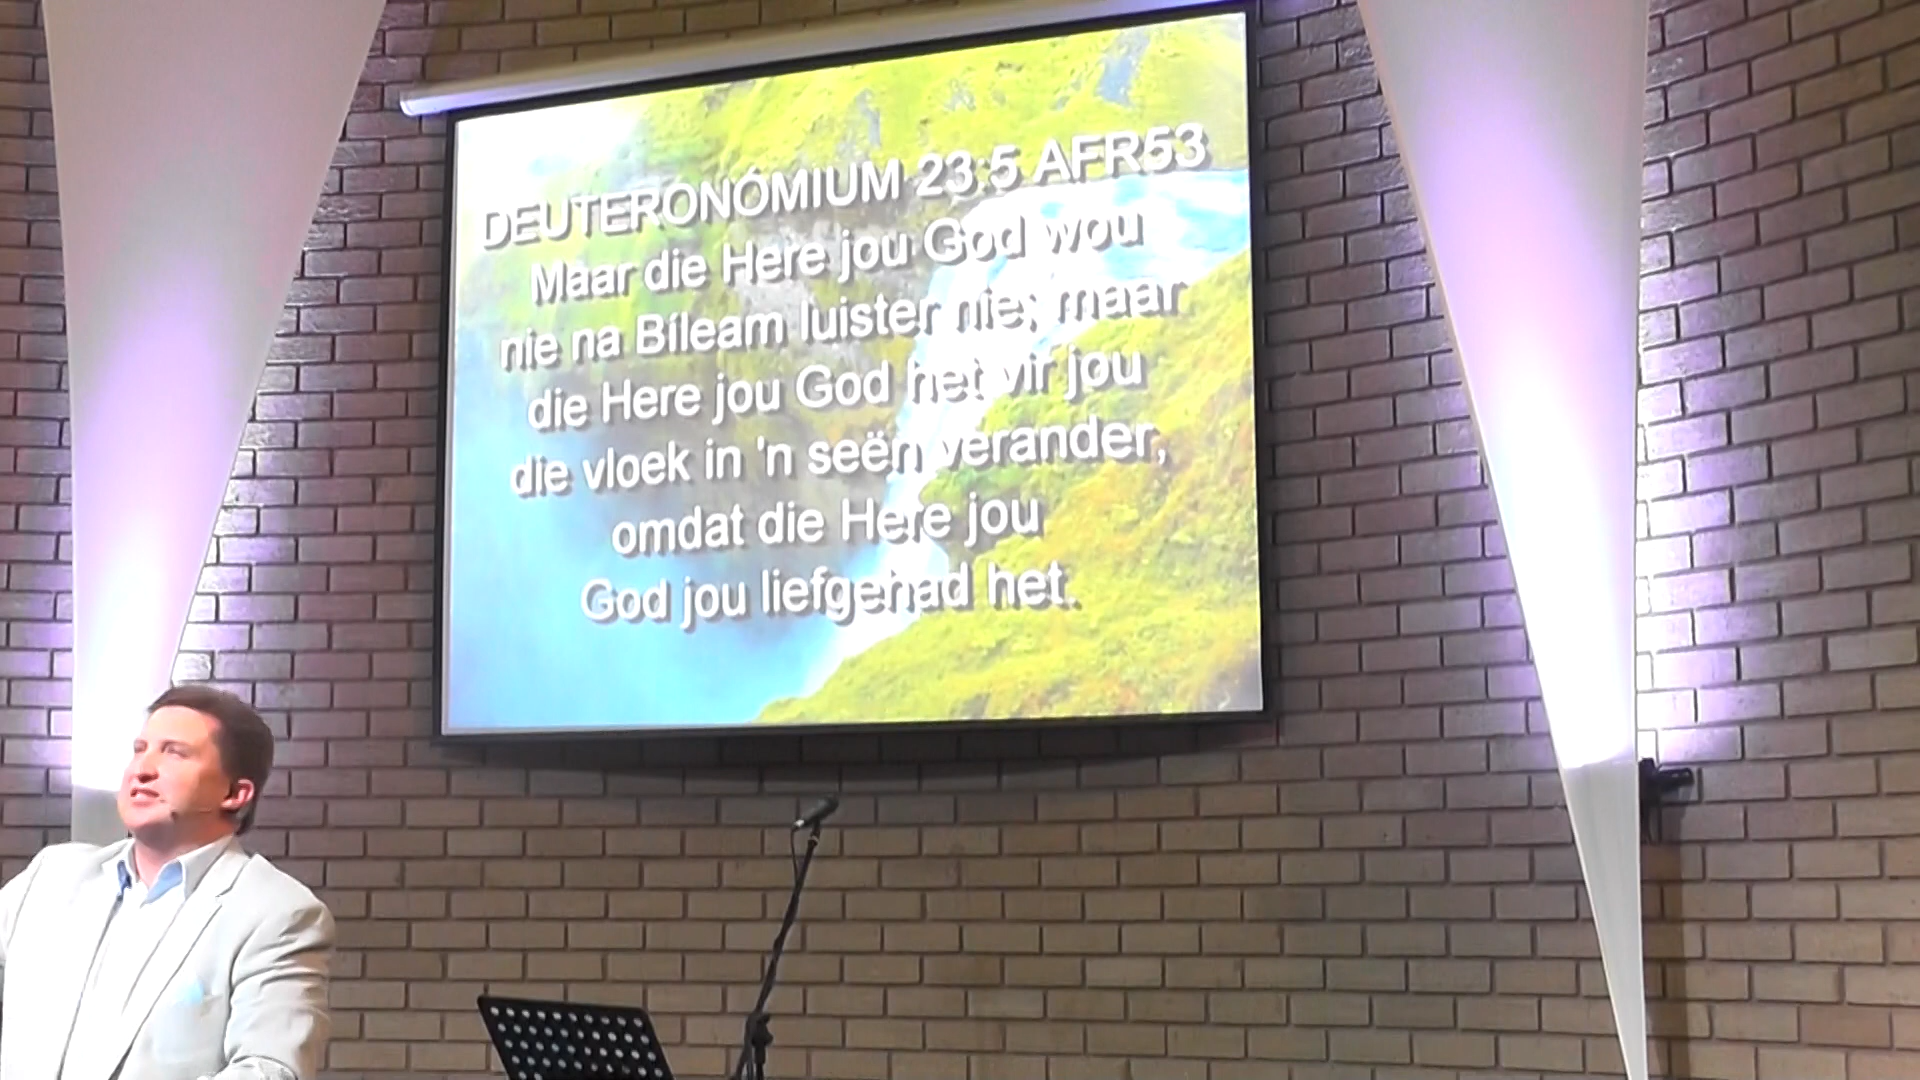 DEUTERONÓMIUM 23:5 AFR53
Maar die Here jou God wou
nie na Bíleam luister nie; maar
die Here jou God het vir jou
die vloek in 'n seën verander,
omdat die Here jou
God jou liefgehad het.